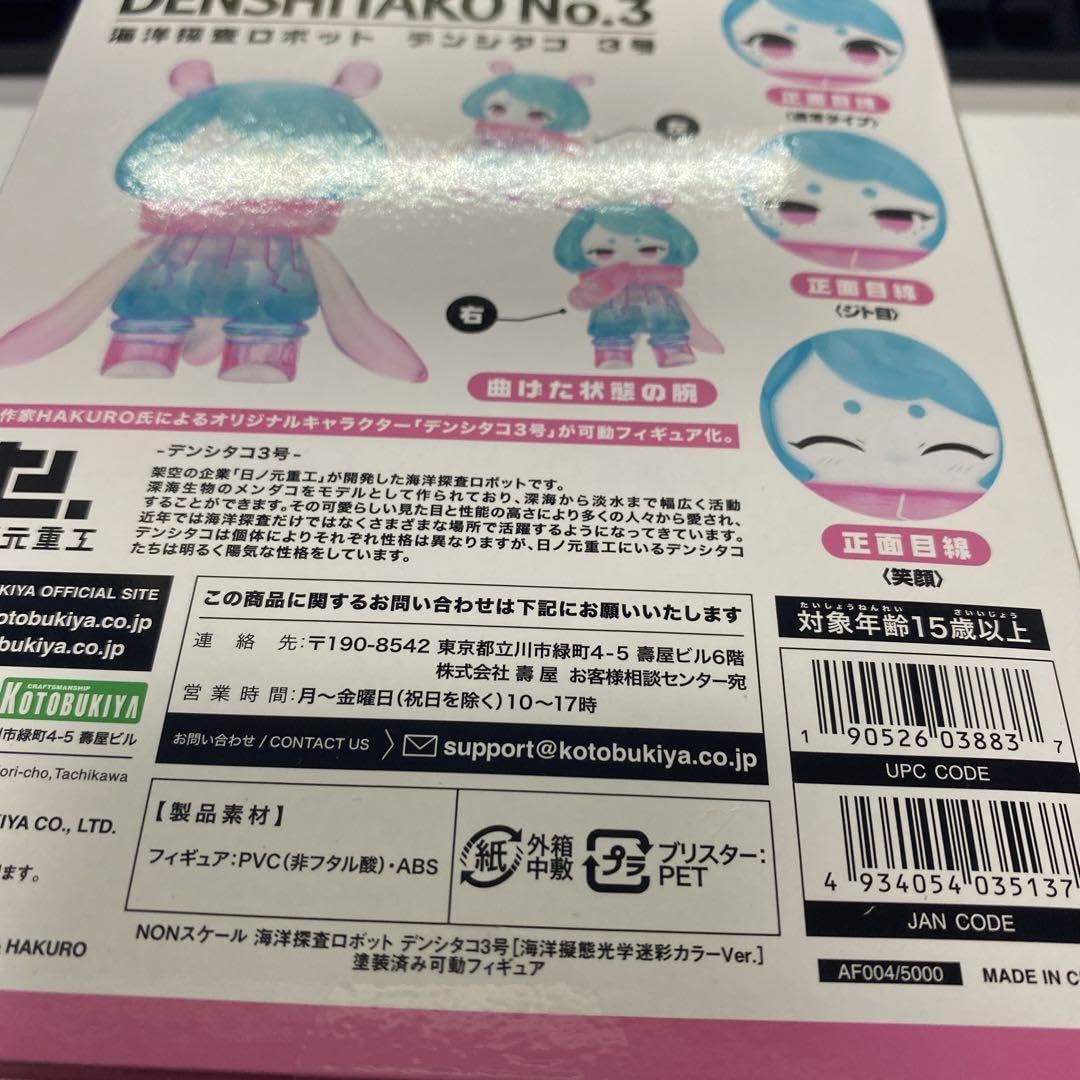 DENSHITAKO No.3
海洋探査ロボット デンシタコ 3号
正面目線
〈通常タイプ〉
正面目線
〈ジト目〉
右
曲げた状態の腕
正面目線
〈笑顔〉
作家HAKURO氏によるオリジナルキャラクター「デンシタコ3号」が可動フィギュア化。
-デンシタコ3号-
架空の企業「日ノ元重工」が開発した海洋探査ロボットです。
深海生物のメンダコをモデルとして作られており、深海から淡水まで幅広く活動
することができます。その可愛らしい見た目と性能の高さにより多くの人々から愛され、
近年では海洋探査だけではなくさまざまな場所で活躍するようになってきています。
デンシタコは個体によりそれぞれ性格は異なりますが、日ノ元重工にいるデンシタコ
たちは明るく陽気な性格をしています。
元重工
KIYA OFFICIAL SITE
otobukiya.co.jp
bukiya.co.jp
CRAFTSMANSHIP
KOTOBUKIYA
市緑町4-5 壽屋ビル
ori-cho, Tachikawa
IYA CO., LTD.
ます。
HAKURO
この商品に関するお問い合わせは下記にお願いいたします
連絡先:〒190-8542 東京都立川市緑町4-5 壽屋ビル6階
株式会社 壽屋 お客様相談センター宛
営業時間:月〜金曜日(祝日を除く)10〜17時
お問い合わせ / CONTACT US support@kotobukiya.co.jp
【製品素材】
フィギュア:PVC(非フタル酸)・ABS
紙 外箱 中敷
プラ ブリスター: PET
NONスケール 海洋探査ロボット デンシタコ3号[海洋擬態光学迷彩カラーVer.]
塗装済み可動フィギュア
たいしょうねんれい さいいじょう
対象年齢15歳以上
1 90526 03883 7
UPC CODE
4 934054 035137
JAN CODE
AF004/5000 MADE IN C